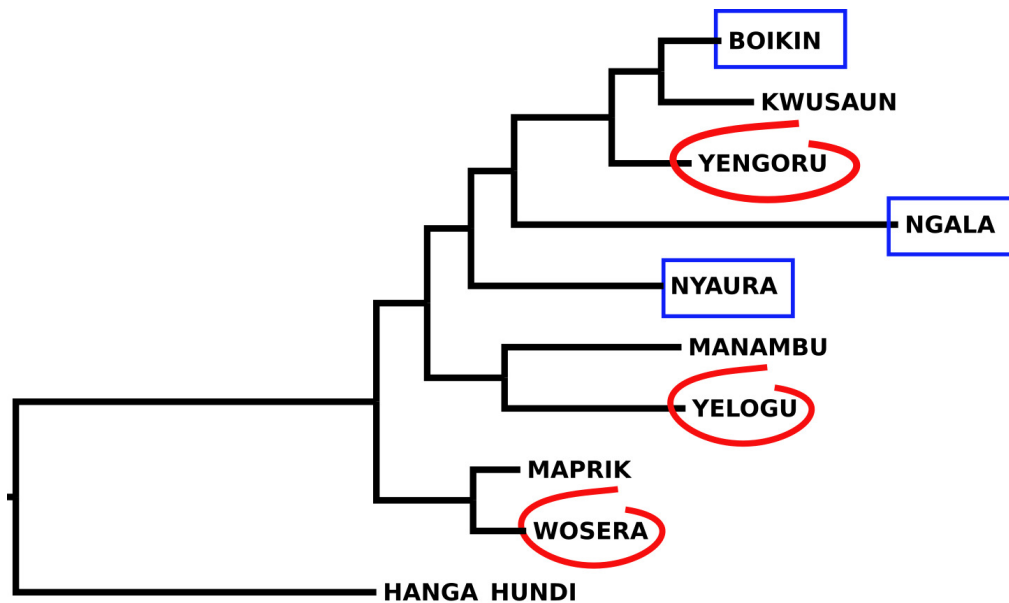 BOIKIN
KWUSAUN
YENGORU
NGALA
NYAURA
MANAMBU
YELOGU
MAPRIK
WOSERA
HANGA HUNDI